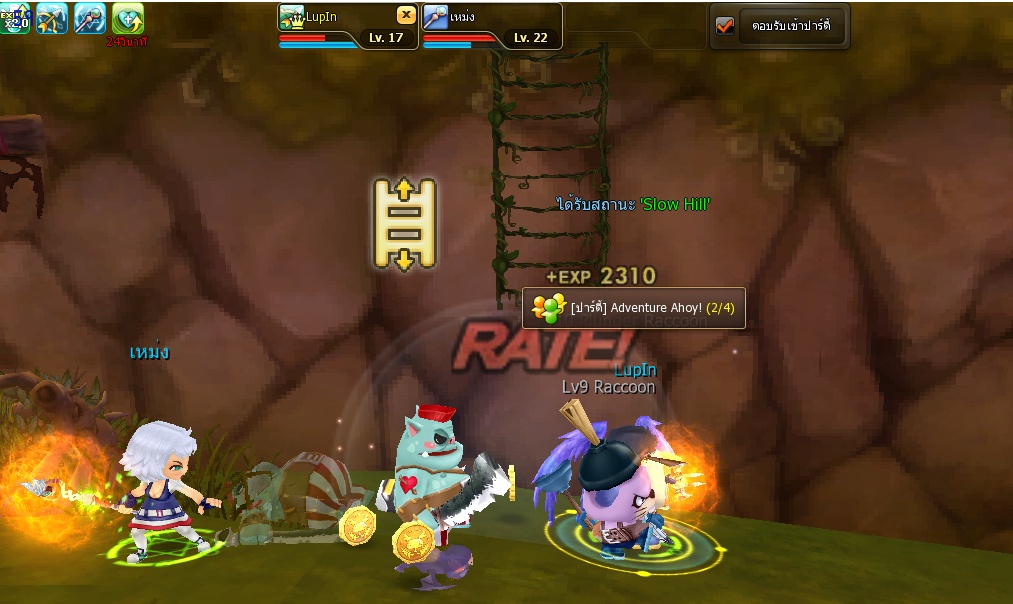 EXP
x2.0
24วินาที
LupIn
Lv. 17
เหม่ง
Lv. 22
ตอบรับเข้าปาร์ตี้
ได้รับสถานะ 'Slow Hill'
+EXP 2310
[ปาร์ตี้] Adventure Ahoy! (2/4)
Raccoon
RATE!
เหม่ง
LupIn
Lv9 Raccoon